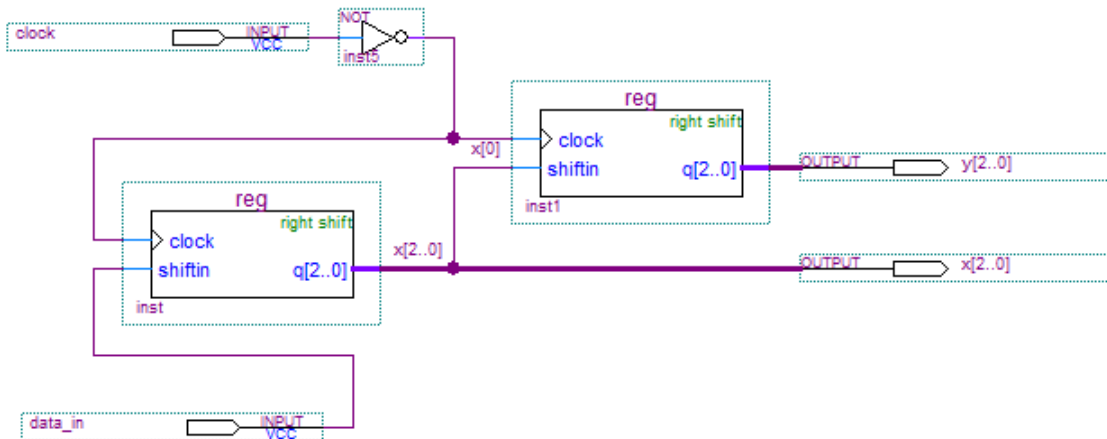 clock
INPUT
VCC
NOT
inst5
reg
right shift
clock
x[0]
shiftin
q[2..0]
inst1
OUTPUT
y[2..0]
reg
right shift
clock
shiftin
q[2..0]
x[2..0]
inst
OUTPUT
x[2..0]
data_in
INPUT
VCC